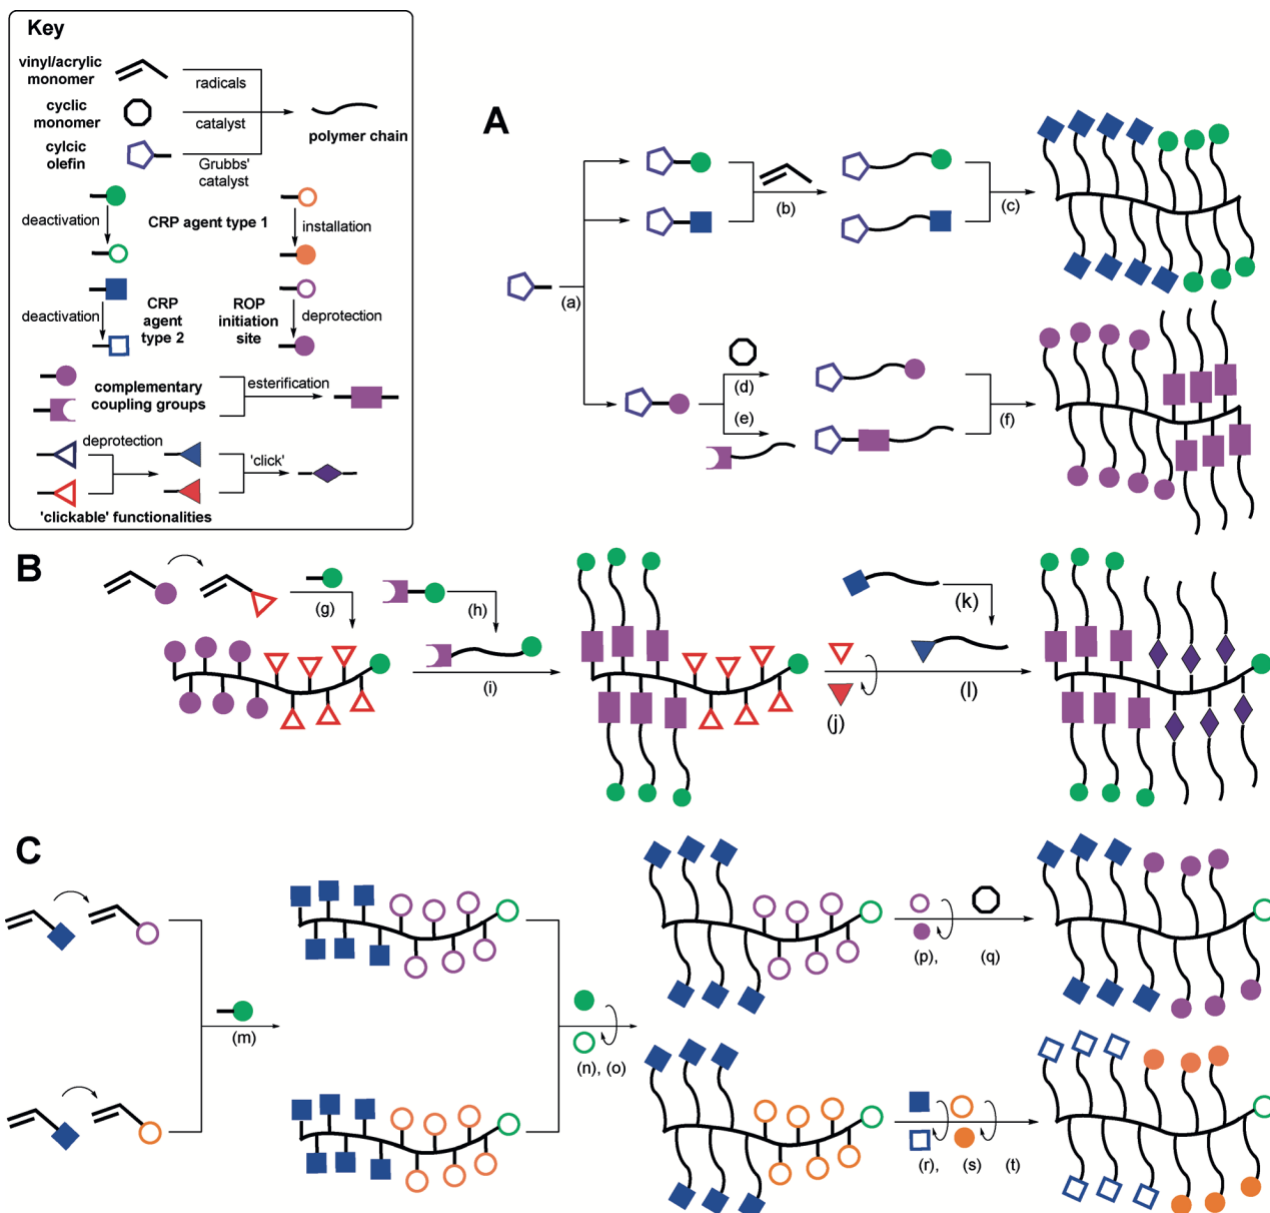 Key
vinyl/acrylic
monomer
radicals
cyclic
monomer
catalyst
polymer chain
cylcic
olefin
Grubbs'
catalyst
deactivation
CRP agent type 1
installation
deactivation
CRP
agent
type 2
ROP
initiation
site
deprotection
complementary
coupling groups
esterification
deprotection
'click'
'clickable' functionalities
A
(a)
(b)
(c)
(d)
(e)
(f)
B
(g)
(h)
(i)
(j)
(k)
(l)
C
(m)
(n), (o)
(p),
(q)
(r),
(s)
(t)